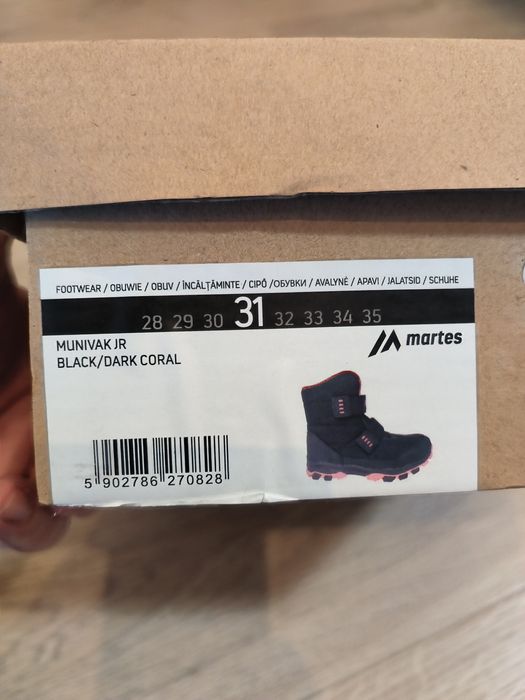 FOOTWEAR / OBUWIE / OBUV / ÎNCĂLȚĂMINTE / CIPŐ / ОБУВКИ / AVALYNĖ / APAVI / JALATSID / SCHUHE
28 29 30 31 32 33 34 35
MUNIVAK JR
BLACK/DARK CORAL
martes
5 902786 270828